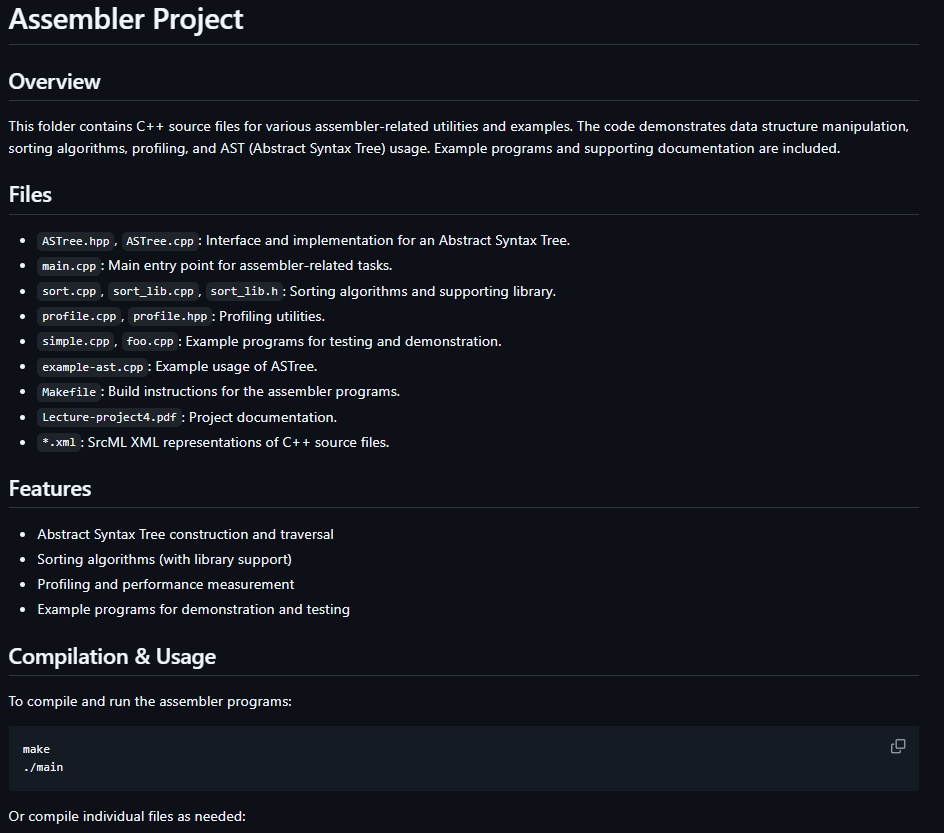 Assembler Project
Overview
This folder contains C++ source files for various assembler-related utilities and examples. The code demonstrates data structure manipulation,
sorting algorithms, profiling, and AST (Abstract Syntax Tree) usage. Example programs and supporting documentation are included.
Files
• ASTree.hpp, ASTree.cpp: Interface and implementation for an Abstract Syntax Tree.
• main.cpp: Main entry point for assembler-related tasks.
• sort.cpp, sort_lib.cpp, sort_lib.h: Sorting algorithms and supporting library.
• profile.cpp, profile.hpp: Profiling utilities.
• simple.cpp, foo.cpp: Example programs for testing and demonstration.
• example-ast.cpp: Example usage of ASTree.
• Makefile: Build instructions for the assembler programs.
• Lecture-project4.pdf: Project documentation.
• *.xml: SrcML XML representations of C++ source files.
Features
• Abstract Syntax Tree construction and traversal
• Sorting algorithms (with library support)
• Profiling and performance measurement
• Example programs for demonstration and testing
Compilation & Usage
To compile and run the assembler programs:
make
./main
Or compile individual files as needed: